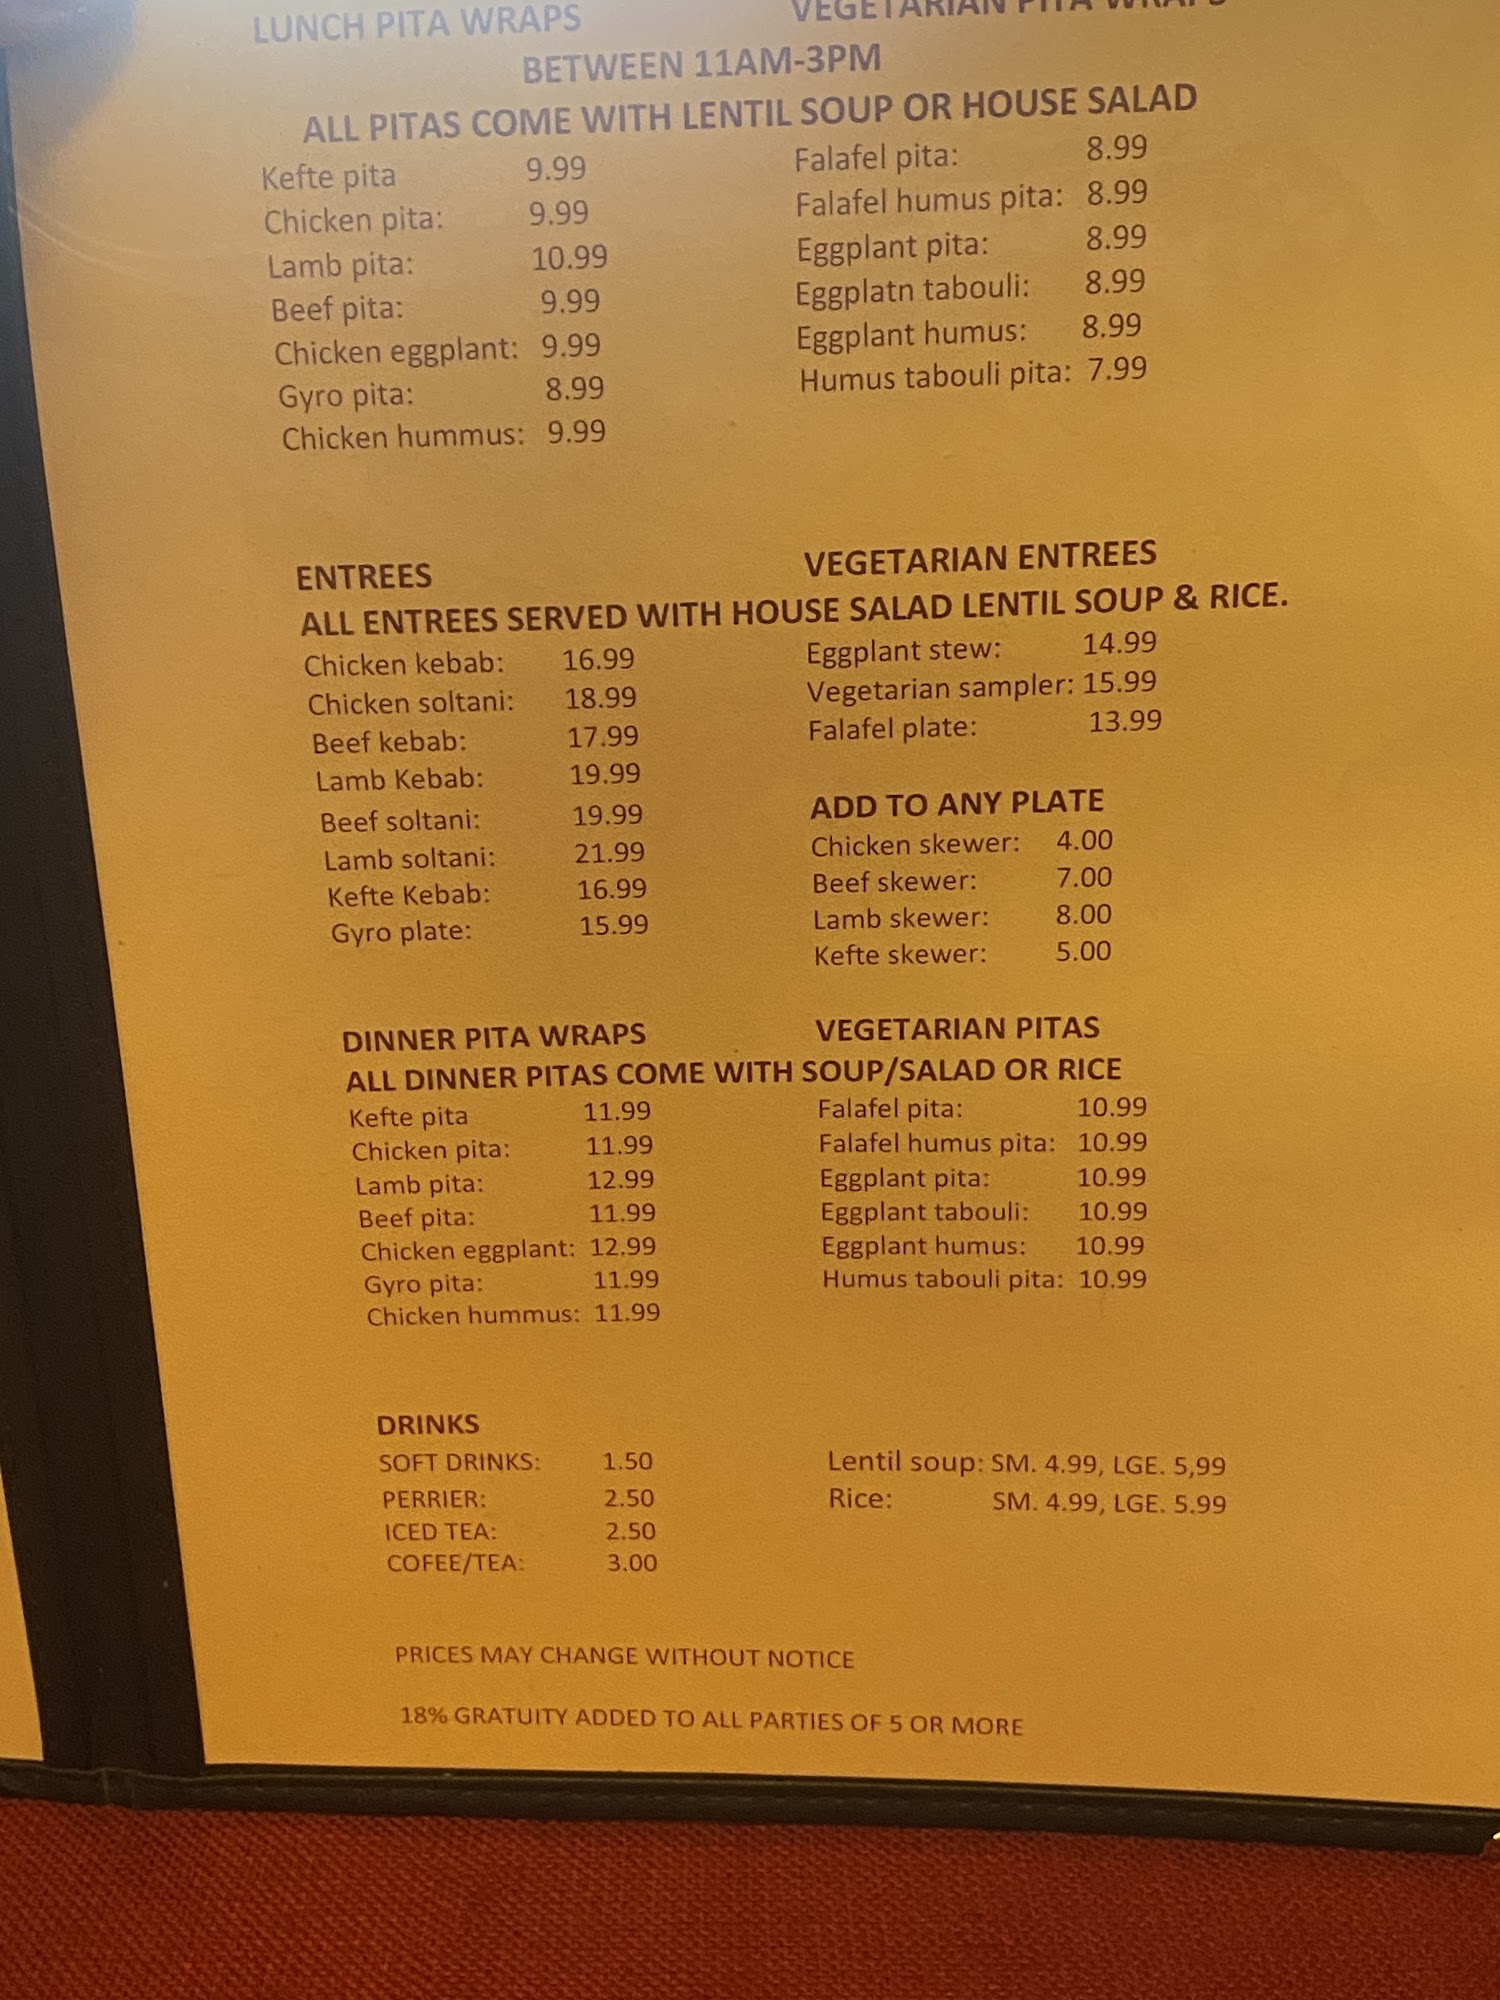 LUNCH PITA WRAPS VEGETARIAN PITA WRAPS
BETWEEN 11AM-3PM
ALL PITAS COME WITH LENTIL SOUP OR HOUSE SALAD
Kefte pita 9.99
Chicken pita: 9.99
Lamb pita: 10.99
Beef pita: 9.99
Chicken eggplant: 9.99
Gyro pita: 8.99
Chicken hummus: 9.99
Falafel pita: 8.99
Falafel humus pita: 8.99
Eggplant pita: 8.99
Eggplatn tabouli: 8.99
Eggplant humus: 8.99
Humus tabouli pita: 7.99
ENTREES VEGETARIAN ENTREES
ALL ENTREES SERVED WITH HOUSE SALAD LENTIL SOUP & RICE.
Chicken kebab: 16.99
Chicken soltani: 18.99
Beef kebab: 17.99
Lamb Kebab: 19.99
Beef soltani: 19.99
Lamb soltani: 21.99
Kefte Kebab: 16.99
Gyro plate: 15.99
Eggplant stew: 14.99
Vegetarian sampler: 15.99
Falafel plate: 13.99
ADD TO ANY PLATE
Chicken skewer: 4.00
Beef skewer: 7.00
Lamb skewer: 8.00
Kefte skewer: 5.00
DINNER PITA WRAPS VEGETARIAN PITAS
ALL DINNER PITAS COME WITH SOUP/SALAD OR RICE
Kefte pita 11.99
Chicken pita: 11.99
Lamb pita: 12.99
Beef pita: 11.99
Chicken eggplant: 12.99
Gyro pita: 11.99
Chicken hummus: 11.99
Falafel pita: 10.99
Falafel humus pita: 10.99
Eggplant pita: 10.99
Eggplant tabouli: 10.99
Eggplant humus: 10.99
Humus tabouli pita: 10.99
DRINKS
SOFT DRINKS: 1.50
PERRIER: 2.50
ICED TEA: 2.50
COFEE/TEA: 3.00
Lentil soup: SM. 4.99, LGE. 5,99
Rice: SM. 4.99, LGE. 5.99
PRICES MAY CHANGE WITHOUT NOTICE
18% GRATUITY ADDED TO ALL PARTIES OF 5 OR MORE